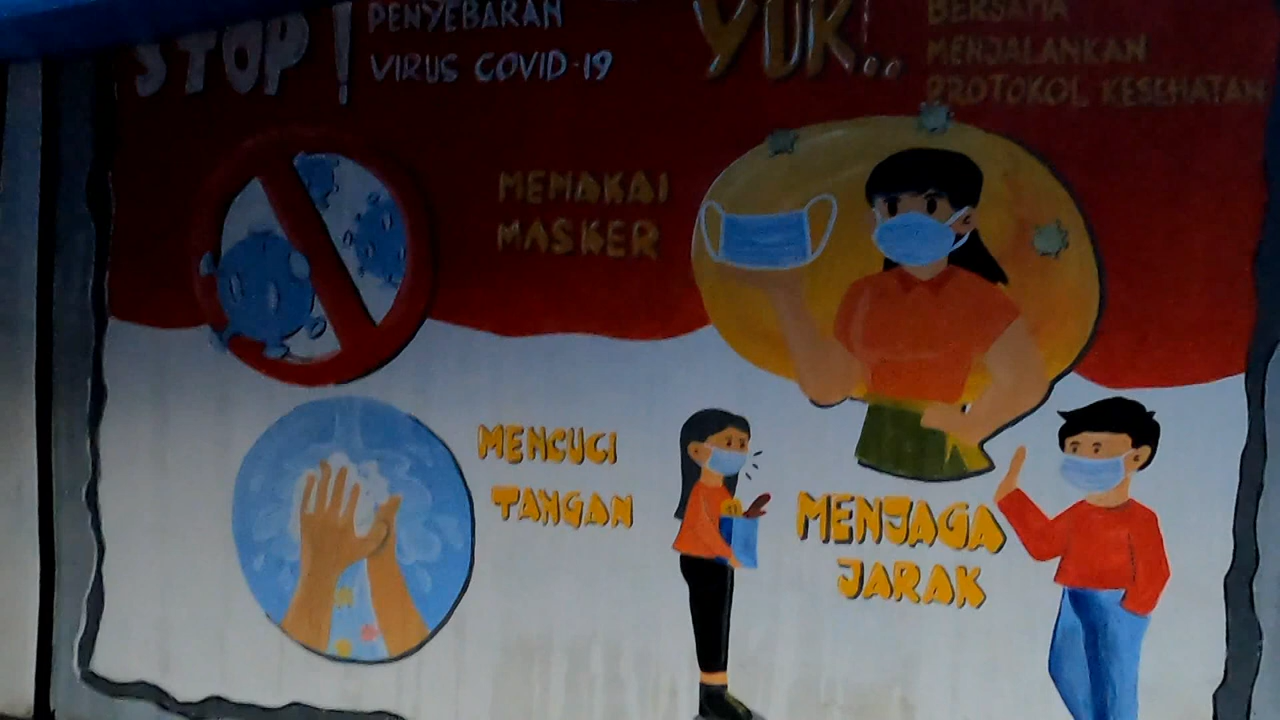 STOP!
PENYEBARAN
VIRUS COVID-19
YUK!..
BERSAMA
MENJALANKAN
PROTOKOL KESEHATAN
MEMAKAI
MASKER
MENCUCI
TANGAN
MENJAGA
JARAK